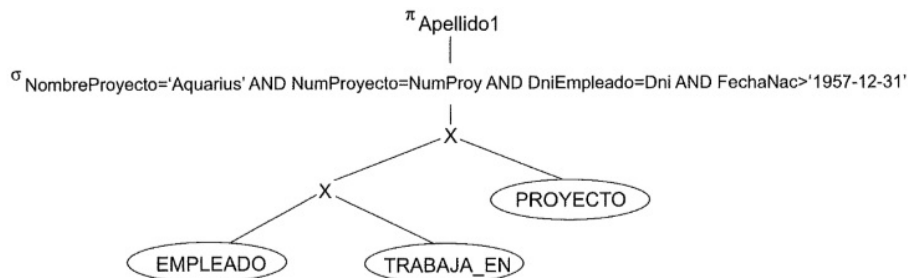 π Apellido1
σ NombreProyecto='Aquarius' AND NumProyecto=NumProy AND DniEmpleado=Dni AND FechaNac>'1957-12-31'
X
X
PROYECTO
EMPLEADO
TRABAJA_EN